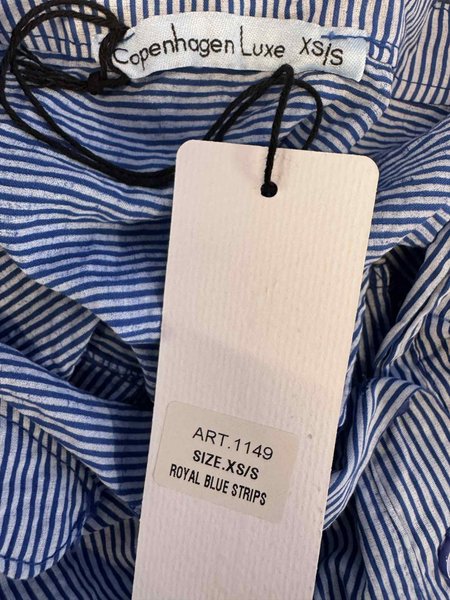 Copenhagen Luxe XS/S
ART.1149
SIZE.XS/S
ROYAL BLUE STRIPS